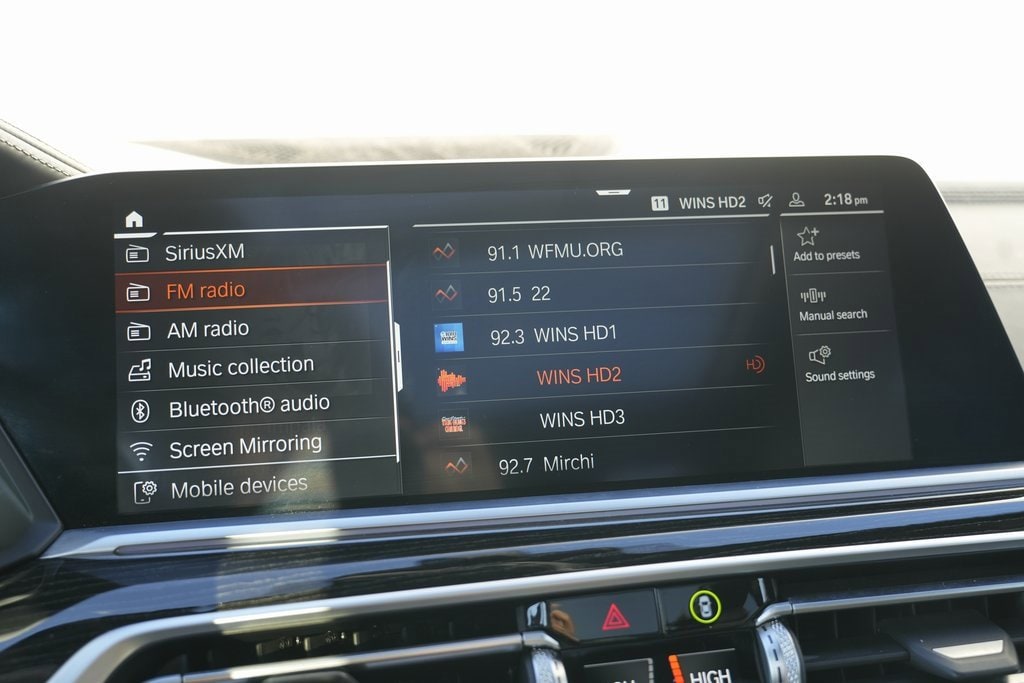 11 WINS HD2 2:18 pm
SiriusXM
FM radio
AM radio
Music collection
Bluetooth® audio
Screen Mirroring
Mobile devices
91.1 WFMU.ORG
91.5 22
92.3 WINS HD1
WINS HD2 HD
WINS HD3
92.7 Mirchi
Add to presets
Manual search
Sound settings
HIGH